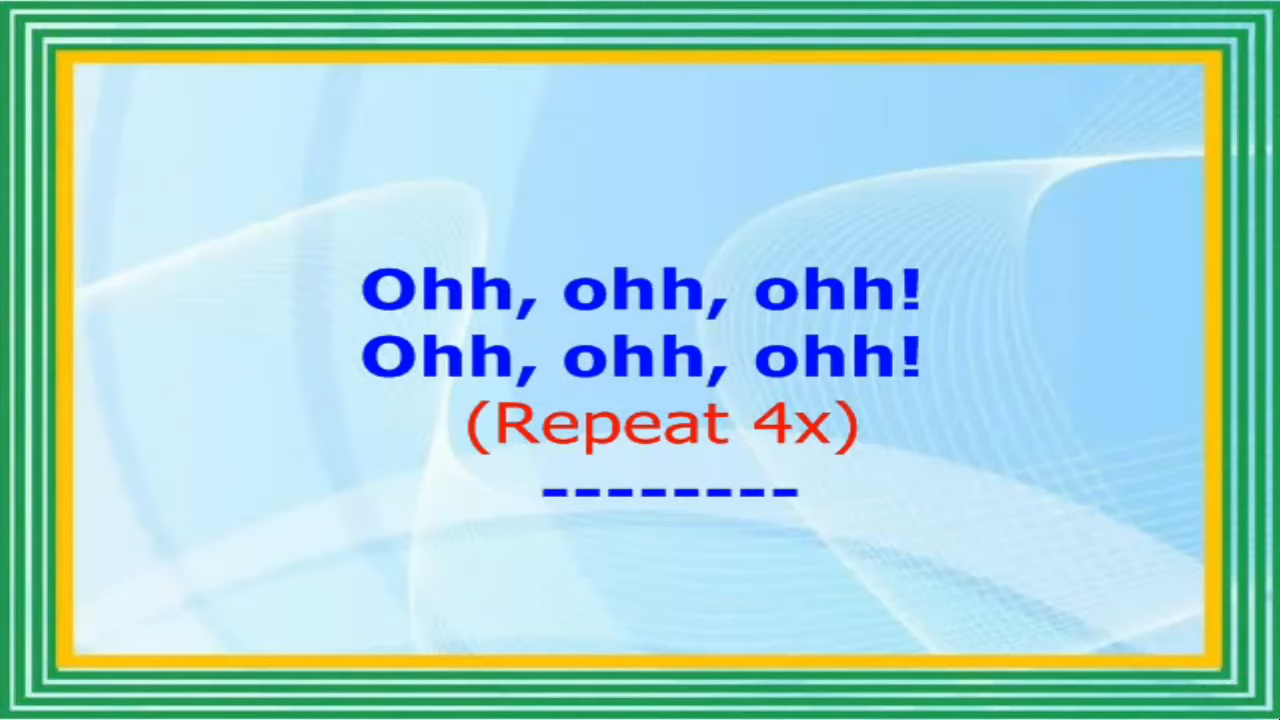 Ohh, ohh, ohh!
Ohh, ohh, ohh!
(Repeat 4x)
--------